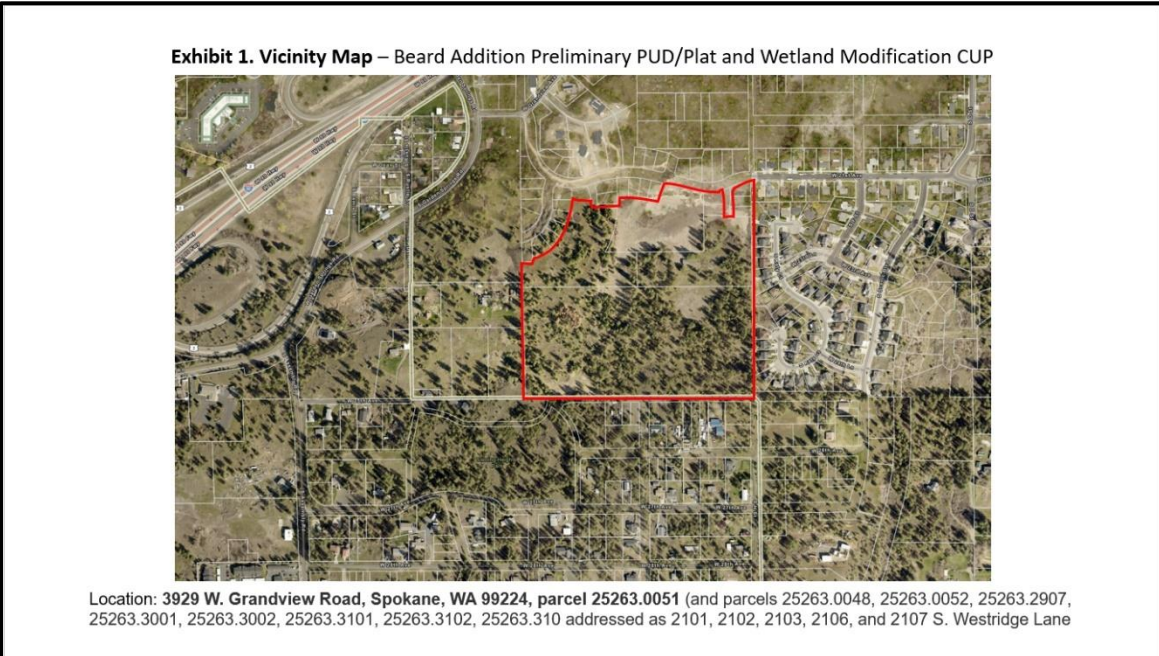 Exhibit 1. Vicinity Map – Beard Addition Preliminary PUD/Plat and Wetland Modification CUP
Location: 3929 W. Grandview Road, Spokane, WA 99224, parcel 25263.0051 (and parcels 25263.0048, 25263.0052, 25263.2907,
25263.3001, 25263.3002, 25263.3101, 25263.3102, 25263.310 addressed as 2101, 2102, 2103, 2106, and 2107 S. Westridge Lane